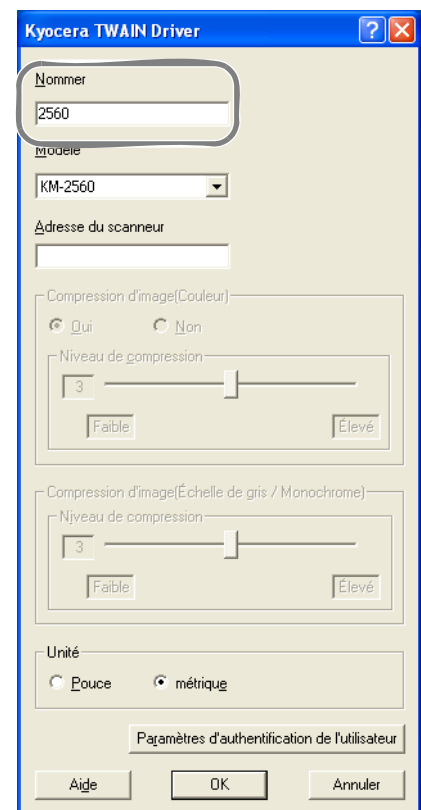 Kyocera TWAIN Driver
Nommer
2560
Modèle
KM-2560
Adresse du scanneur
Compression d'image(Couleur)
Oui Non
Niveau de compression
3
Faible Élevé
Compression d'image(Échelle de gris / Monochrome)
Niveau de compression
3
Faible Élevé
Unité
Pouce métrique
Paramètres d'authentification de l'utilisateur
Aide OK Annuler